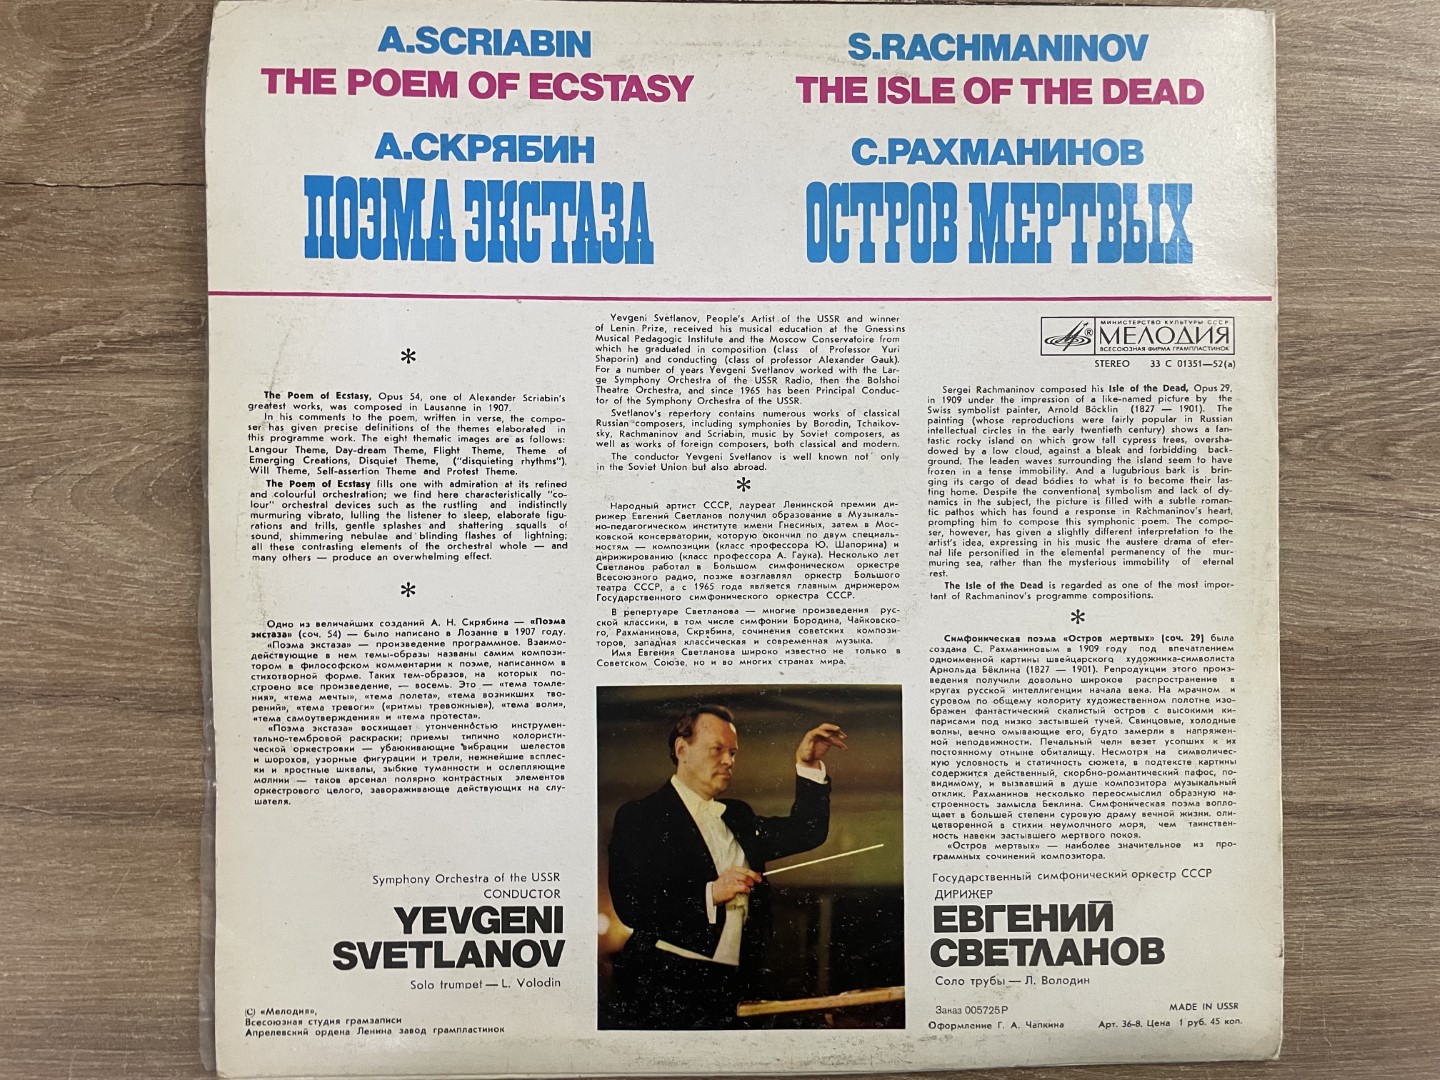 A.SCRIABIN
THE POEM OF ECSTASY
S.RACHMANINOV
THE ISLE OF THE DEAD
А.СКРЯБИН
ПОЭМА ЭКСТАЗА
С.РАХМАНИНОВ
ОСТРОВ МЕРТВЫХ
*
The Poem of Ecstasy, Opus 54, one of Alexander Scriabin's
greatest works, was composed in Lausanne in 1907.
In his comments to the poem, written in verse, the compo-
ser has given precise definitions of the themes elaborated in
this programme work. The eight thematic images are as follows:
Langour Theme, Day-dream Theme, Flight Theme, Theme of
Emerging Creations, Disquiet Theme, ("disquieting rhythms"),
Will Theme, Self-assertion Theme and Protest Theme.
The Poem of Ecstasy fills one with admiration at its refined
and colourful orchestration; we find here characteristically "co-
lour" orchestral devices such as the rustling and indistinctly
murmuring vibrato, lulling the listener to sleep, elaborate figu-
rations and trills, gentle splashes and shattering squalls of
sound, shimmering nebulae and blinding flashes of lightning;
all these contrasting elements of the orchestral whole — and
many others — produce an overwhelming effect.
*
Одно из величайших созданий А. Н. Скрябина — «Поэма
экстаза» (соч. 54) — было написано в Лозанне в 1907 году.
«Поэма экстаза» — произведение программное. Взаимо-
действующие в нем темы-образы названы самим компози-
тором в философском комментарии к поэме, написанном в
стихотворной форме. Таких тем-образов, на которых по-
строено все произведение, — восемь. Это — «тема томле-
ния», «тема мечты», «тема полета», «тема возникших тво-
рений», «тема тревоги» («ритмы тревожные»), «тема воли»,
«тема самоутверждения» и «тема протеста».
«Поэма экстаза» восхищает утонченностью инструмен-
тально-тембровой раскраски; приемы типично колористи-
ческой оркестровки — убаюкивающие вибрации шелестов
и шорохов, узорные фигурации и трели, нежнейшие всплес-
ки и яростные шквалы, зыбкие туманности и ослепляющие
молнии — таков арсенал полярно контрастных элементов
оркестрового целого, завораживающе действующих на слу-
шателя.
Symphony Orchestra of the USSR
CONDUCTOR
YEVGENI
SVETLANOV
Solo trumpet — L. Volodin
© «Мелодия»,
Всесоюзная студия грамзаписи
Апрелевский ордена Ленина завод грампластинок
Yevgeni Svetlanov, People's Artist of the USSR and winner
of Lenin Prize, received his musical education at the Gnessins
Musical Pedagogic Institute and the Moscow Conservatoire from
which he graduated in composition (class of Professor Yuri
Shaporin) and conducting (class of professor Alexander Gauk).
For a number of years Yevgeni Svetlanov worked with the Lar-
ge Symphony Orchestra of the USSR Radio, then the Bolshoi
Theatre Orchestra, and since 1965 has been Principal Conduc-
tor of the Symphony Orchestra of the USSR.
Svetlanov's repertory contains numerous works of classical
Russian composers, including symphonies by Borodin, Tchaikov-
sky, Rachmaninov and Scriabin, music by Soviet composers, as
well as works of foreign composers, both classical and modern.
The conductor Yevgeni Svetlanov is well known not only
in the Soviet Union but also abroad.
*
Народный артист СССР, лауреат Ленинской премии ди-
рижер Евгений Светланов получил образование в Музыкаль-
но-педагогическом институте имени Гнесиных, затем в Мос-
ковской консерватории, которую окончил по двум специаль-
ностям — композиции (класс профессора Ю. Шапорина) и
дирижированию (класс профессора А. Гаука). Несколько лет
Светланов работал в Большом симфоническом оркестре
Всесоюзного радио, позже возглавлял оркестр Большого
театра СССР, а с 1965 года является главным дирижером
Государственного симфонического оркестра СССР.
В репертуаре Светланова — многие произведения рус-
ской классики, в том числе симфонии Бородина, Чайковско-
го, Рахманинова, Скрябина, сочинения советских компози-
торов, западная классическая и современная музыка.
Имя Евгения Светланова широко известно не только в
Советском Союзе, но и во многих странах мира.
МИНИСТЕРСТВО КУЛЬТУРЫ СССР
МЕЛОДИЯ
ВСЕСОЮЗНАЯ ФИРМА ГРАМПЛАСТИНОК
STEREO 33 С 01351—52(а)
Sergei Rachmaninov composed his Isle of the Dead, Opus 29,
in 1909 under the impression of a like-named picture by the
Swiss symbolist painter, Arnold Böcklin (1827 — 1901). The
painting (whose reproductions were fairly popular in Russian
intellectual circles in the early twentieth century) shows a fan-
tastic rocky island on which grow tall cypress trees, oversha-
dowed by a low cloud, against a bleak and forbidding back-
ground. The leaden waves surrounding the island seem to have
frozen in a tense immobility. And a lugubrious bark is brin-
ging its cargo of dead bodies to what is to become their las-
ting home. Despite the conventional symbolism and lack of dy-
namics in the subject, the picture is filled with a subtle roman-
tic pathos which has found a response in Rachmaninov's heart,
prompting him to compose this symphonic poem. The compo-
ser, however, has given a slightly different interpretation to the
artist's idea, expressing in his music the austere drama of eter-
nal life personified in the elemental permanency of the mur-
muring sea, rather than the mysterious immobility of eternal
rest.
The Isle of the Dead is regarded as one of the most impor-
tant of Rachmaninov's programme compositions.
*
Симфоническая поэма «Остров мертвых» [соч. 29] была
создана С. Рахманиновым в 1909 году под впечатлением
одноименной картины швейцарского художника-символиста
Арнольда Бёклина (1827 — 1901). Репродукции этого произ-
ведения получили довольно широкое распространение в
кругах русской интеллигенции начала века. На мрачном и
суровом по общему колориту художественном полотне изо-
бражен фантастический скалистый остров с высокими ки-
парисами под низко застывшей тучей. Свинцовые, холодные
волны, вечно омывающие его, будто замерли в напряжен-
ной неподвижности. Печальный челн везет усопших к их
постоянному отныне обиталищу. Несмотря на символичес-
кую условность и статичность сюжета, в подтексте картины
содержится действенный, скорбно-романтический пафос, по-
видимому, и вызвавший в душе композитора музыкальный
отклик. Рахманинов несколько переосмыслил образную на-
строенность замысла Беклина. Симфоническая поэма вопло-
щает в большей степени суровую драму вечной жизни, оли-
цетворенной в стихии неумолчного моря, чем таинствен-
ность навеки застывшего мертвого покоя.
«Остров мертвых» — наиболее значительное из про-
граммных сочинений композитора.
Государственный симфонический оркестр СССР
ДИРИЖЕР
ЕВГЕНИЙ
СВЕТЛАНОВ
Соло трубы — Л. Володин
Заказ 005725Р
MADE IN USSR
Оформление Г. А. Чапкина
Арт. 36-8. Цена 1 руб. 45 коп.